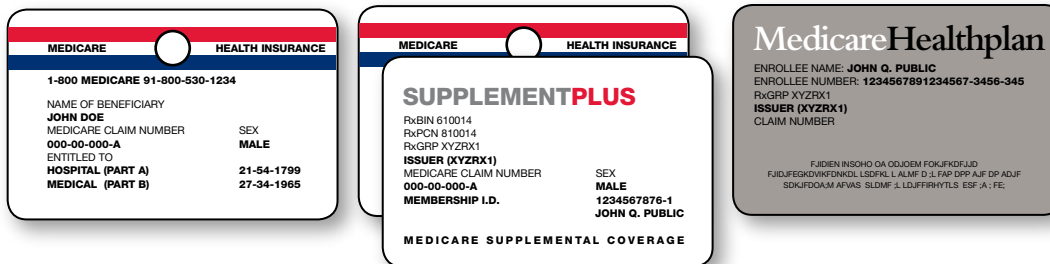 MEDICARE HEALTH INSURANCE
1-800 MEDICARE 91-800-530-1234
NAME OF BENEFICIARY
JOHN DOE
MEDICARE CLAIM NUMBER SEX
000-00-000-A MALE
ENTITLED TO
HOSPITAL (PART A) 21-54-1799
MEDICAL (PART B) 27-34-1965
MEDICARE HEALTH INSURANCE
SUPPLEMENTPLUS
RxBIN 610014
RxPCN 810014
RxGRP XYZRX1
ISSUER (XYZRX1)
MEDICARE CLAIM NUMBER SEX
000-00-000-A MALE
MEMBERSHIP I.D. 1234567876-1
JOHN Q. PUBLIC
MEDICARE SUPPLEMENTAL COVERAGE
MedicareHealthplan
ENROLLEE NAME: JOHN Q. PUBLIC
ENROLLEE NUMBER: 1234567891234567-3456-345
RxGRP XYZRX1
ISSUER (XYZRX1)
CLAIM NUMBER
FJIDIEN INSOHO OA ODJOEM FOKJFKDFJJD
FJIDJFEGKDVIKFDNKDL LSDFKL L ALMF D ;L FAP DPP AJF DP ADJF
SDKJFDOA;M AFVAS SLDMF ;L LDJFFIRHYTLS ESF ;A ; FE;